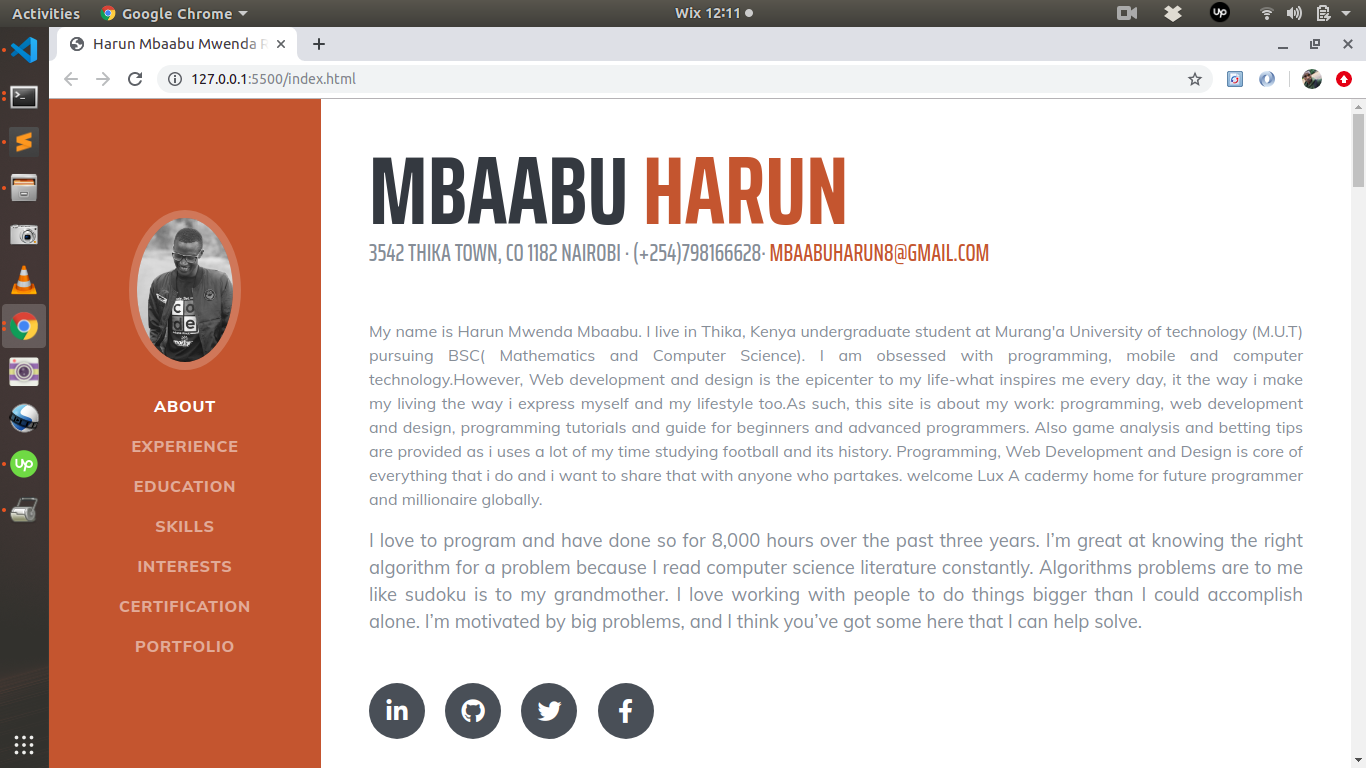 Activities
Google Chrome
Wix 12:11
Harun Mbaabu Mwenda
127.0.0.1:5500/index.html
MBAABU HARUN
3542 THIKA TOWN, CO 1182 NAIROBI · (+254)798166628· MBAABUHARUN8@GMAIL.COM
My name is Harun Mwenda Mbaabu. I live in Thika, Kenya undergraduate student at Murang'a University of technology (M.U.T)
pursuing BSC( Mathematics and Computer Science). I am obsessed with programming, mobile and computer
technology.However, Web development and design is the epicenter to my life-what inspires me every day, it the way i make
my living the way i express myself and my lifestyle too.As such, this site is about my work: programming, web development
and design, programming tutorials and guide for beginners and advanced programmers. Also game analysis and betting tips
are provided as i uses a lot of my time studying football and its history. Programming, Web Development and Design is core of
everything that i do and i want to share that with anyone who partakes. welcome Lux A cadermy home for future programmer
and millionaire globally.
I love to program and have done so for 8,000 hours over the past three years. I’m great at knowing the right
algorithm for a problem because I read computer science literature constantly. Algorithms problems are to me
like sudoku is to my grandmother. I love working with people to do things bigger than I could accomplish
alone. I’m motivated by big problems, and I think you’ve got some here that I can help solve.
code
ABOUT
EXPERIENCE
EDUCATION
SKILLS
INTERESTS
CERTIFICATION
PORTFOLIO
in
up
up